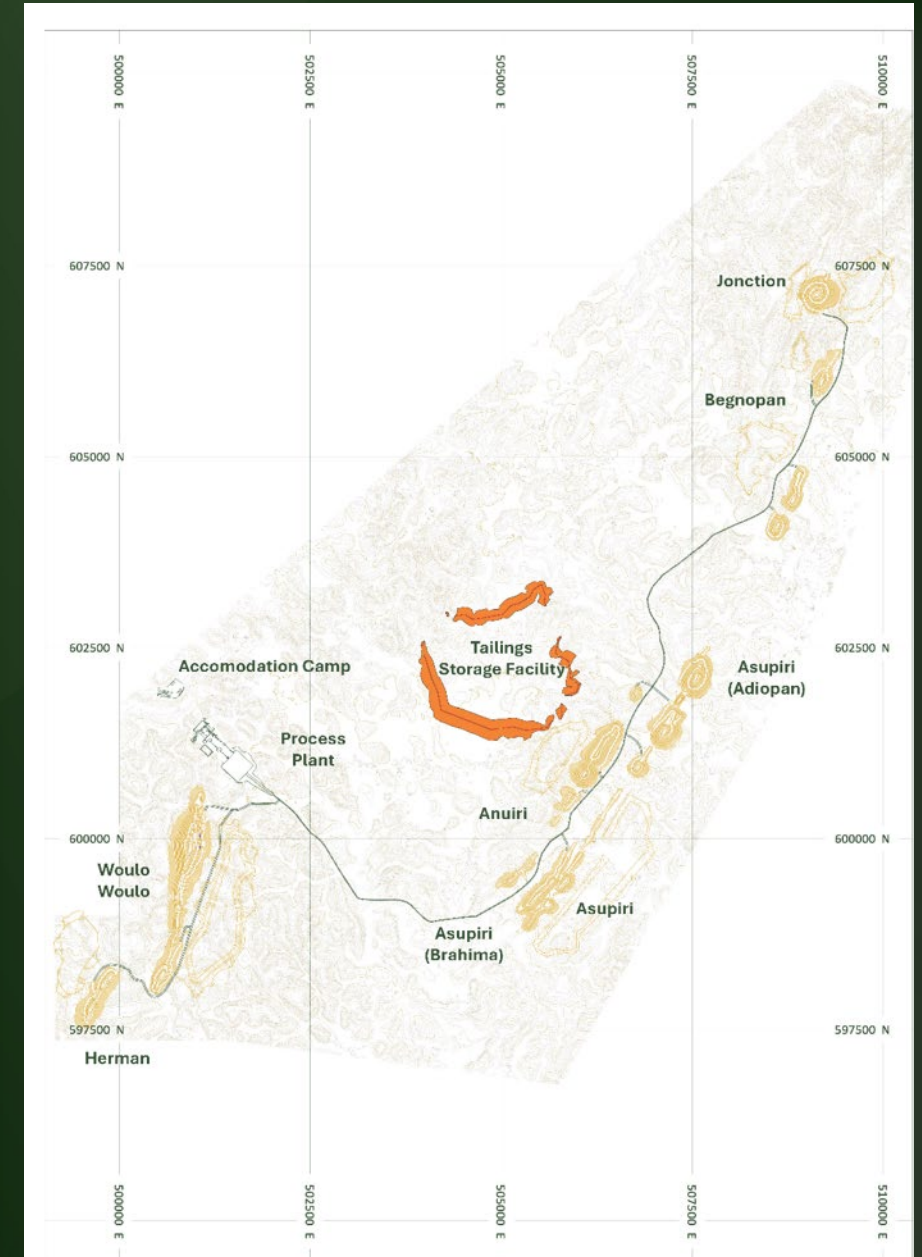 500000 E
502500 E
505000 E
507500 E
510000 E
607500 N
607500 N
Jonction
Begnopan
605000 N
605000 N
602500 N
602500 N
Tailings
Storage Facility
Accomodation Camp
Asupiri
(Adiopan)
Process
Plant
Anuiri
600000 N
600000 N
Woulo
Woulo
Asupiri
Asupiri
(Brahima)
597500 N
597500 N
Herman
500000 E
502500 E
505000 E
507500 E
510000 E